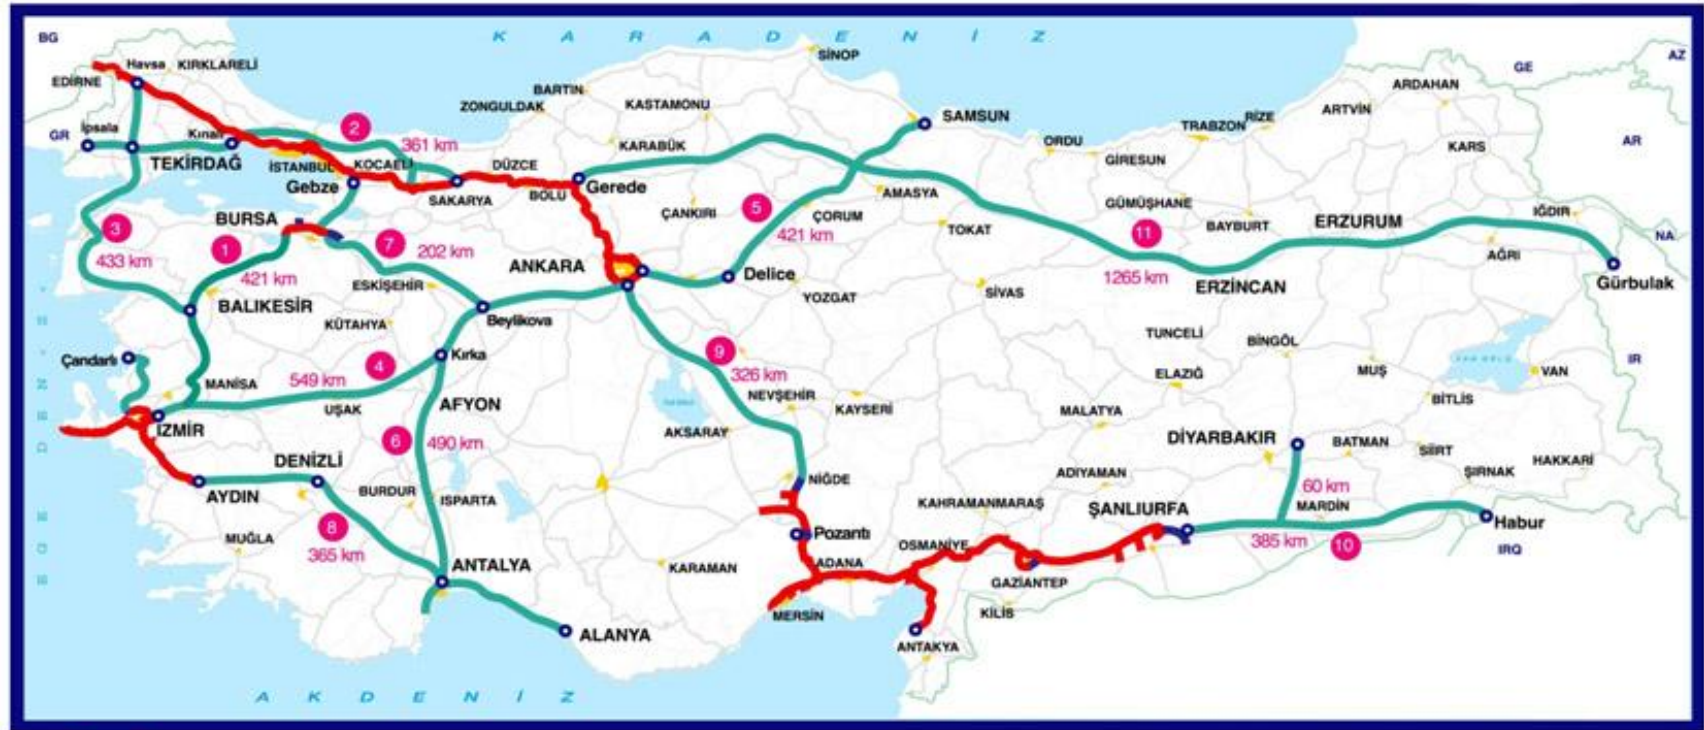 K A R A D E N İ Z
BG
AZ
GE
SİNOP
Havsa
KIRKLARELİ
EDİRNE
ARDAHAN
BARTIN
ZONGULDAK
KASTAMONU
ARTVİN
RİZE
SAMSUN
TRABZON
GR
İpsala
Kınalı
2
361 km
KARABÜK
ORDU
GİRESUN
KARS
AR
TEKİRDAĞ
İSTANBUL
KOCAELİ
DÜZCE
Gebze
SAKARYA
BOLU
Gerede
AMASYA
ÇANKIRI
5
ÇORUM
421 km
TOKAT
GÜMÜŞHANE
BAYBURT
ERZURUM
IĞDIR
BURSA
3
433 km
1
421 km
7
202 km
11
1265 km
NA
AĞRI
ANKARA
Delice
ESKİŞEHİR
YOZGAT
SİVAS
ERZİNCAN
Gürbulak
BALIKESİR
KÜTAHYA
Beylikova
TUNCELİ
BİNGÖL
Çandarlı
Kırka
4
549 km
9
326 km
ELAZIĞ
MUŞ
VAN GÖLÜ
VAN
IR
MANİSA
UŞAK
AFYON
NEVŞEHİR
KAYSERİ
MALATYA
BİTLİS
İZMİR
6
490 km
AKSARAY
DİYARBAKIR
BATMAN
SİİRT
HAKKARİ
DENİZLİ
AYDIN
BURDUR
ISPARTA
NİĞDE
ADIYAMAN
ŞIRNAK
60 km
MARDİN
KAHRAMANMARAŞ
ŞANLIURFA
Habur
8
365 km
MUĞLA
Pozantı
OSMANİYE
385 km
10
IRQ
ANTALYA
KARAMAN
ADANA
GAZİANTEP
MERSİN
KİLİS
ALANYA
ANTAKYA
A K D E N İ Z